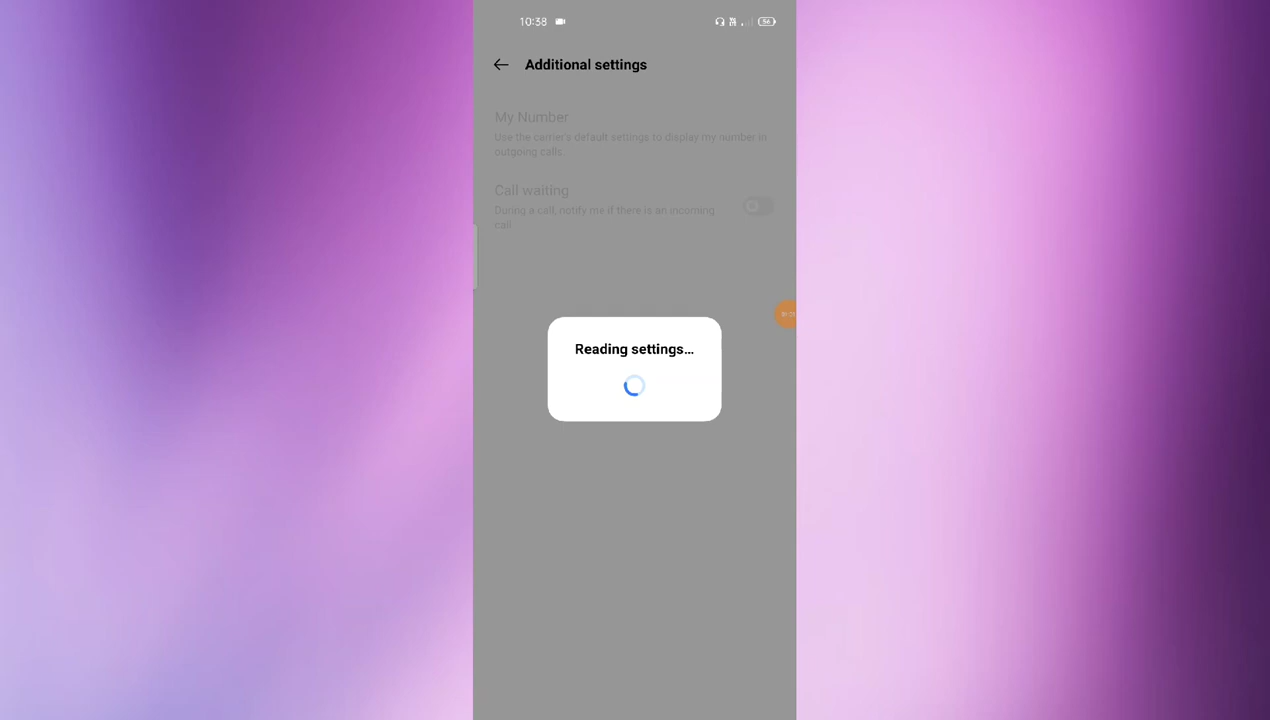 10:38
56
Additional settings
My Number
Use the carrier's default settings to display my number in
outgoing calls.
Call waiting
During a call, notify me if there is an incoming
call.
Reading settings...